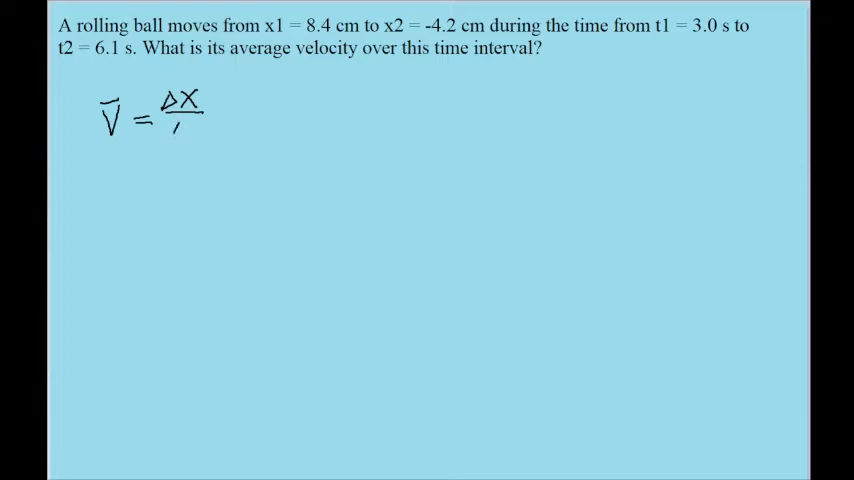 A rolling ball moves from x1 = 8.4 cm to x2 = -4.2 cm during the time from t1 = 3.0 s to
t2 = 6.1 s. What is its average velocity over this time interval?
V̄ = ΔX/